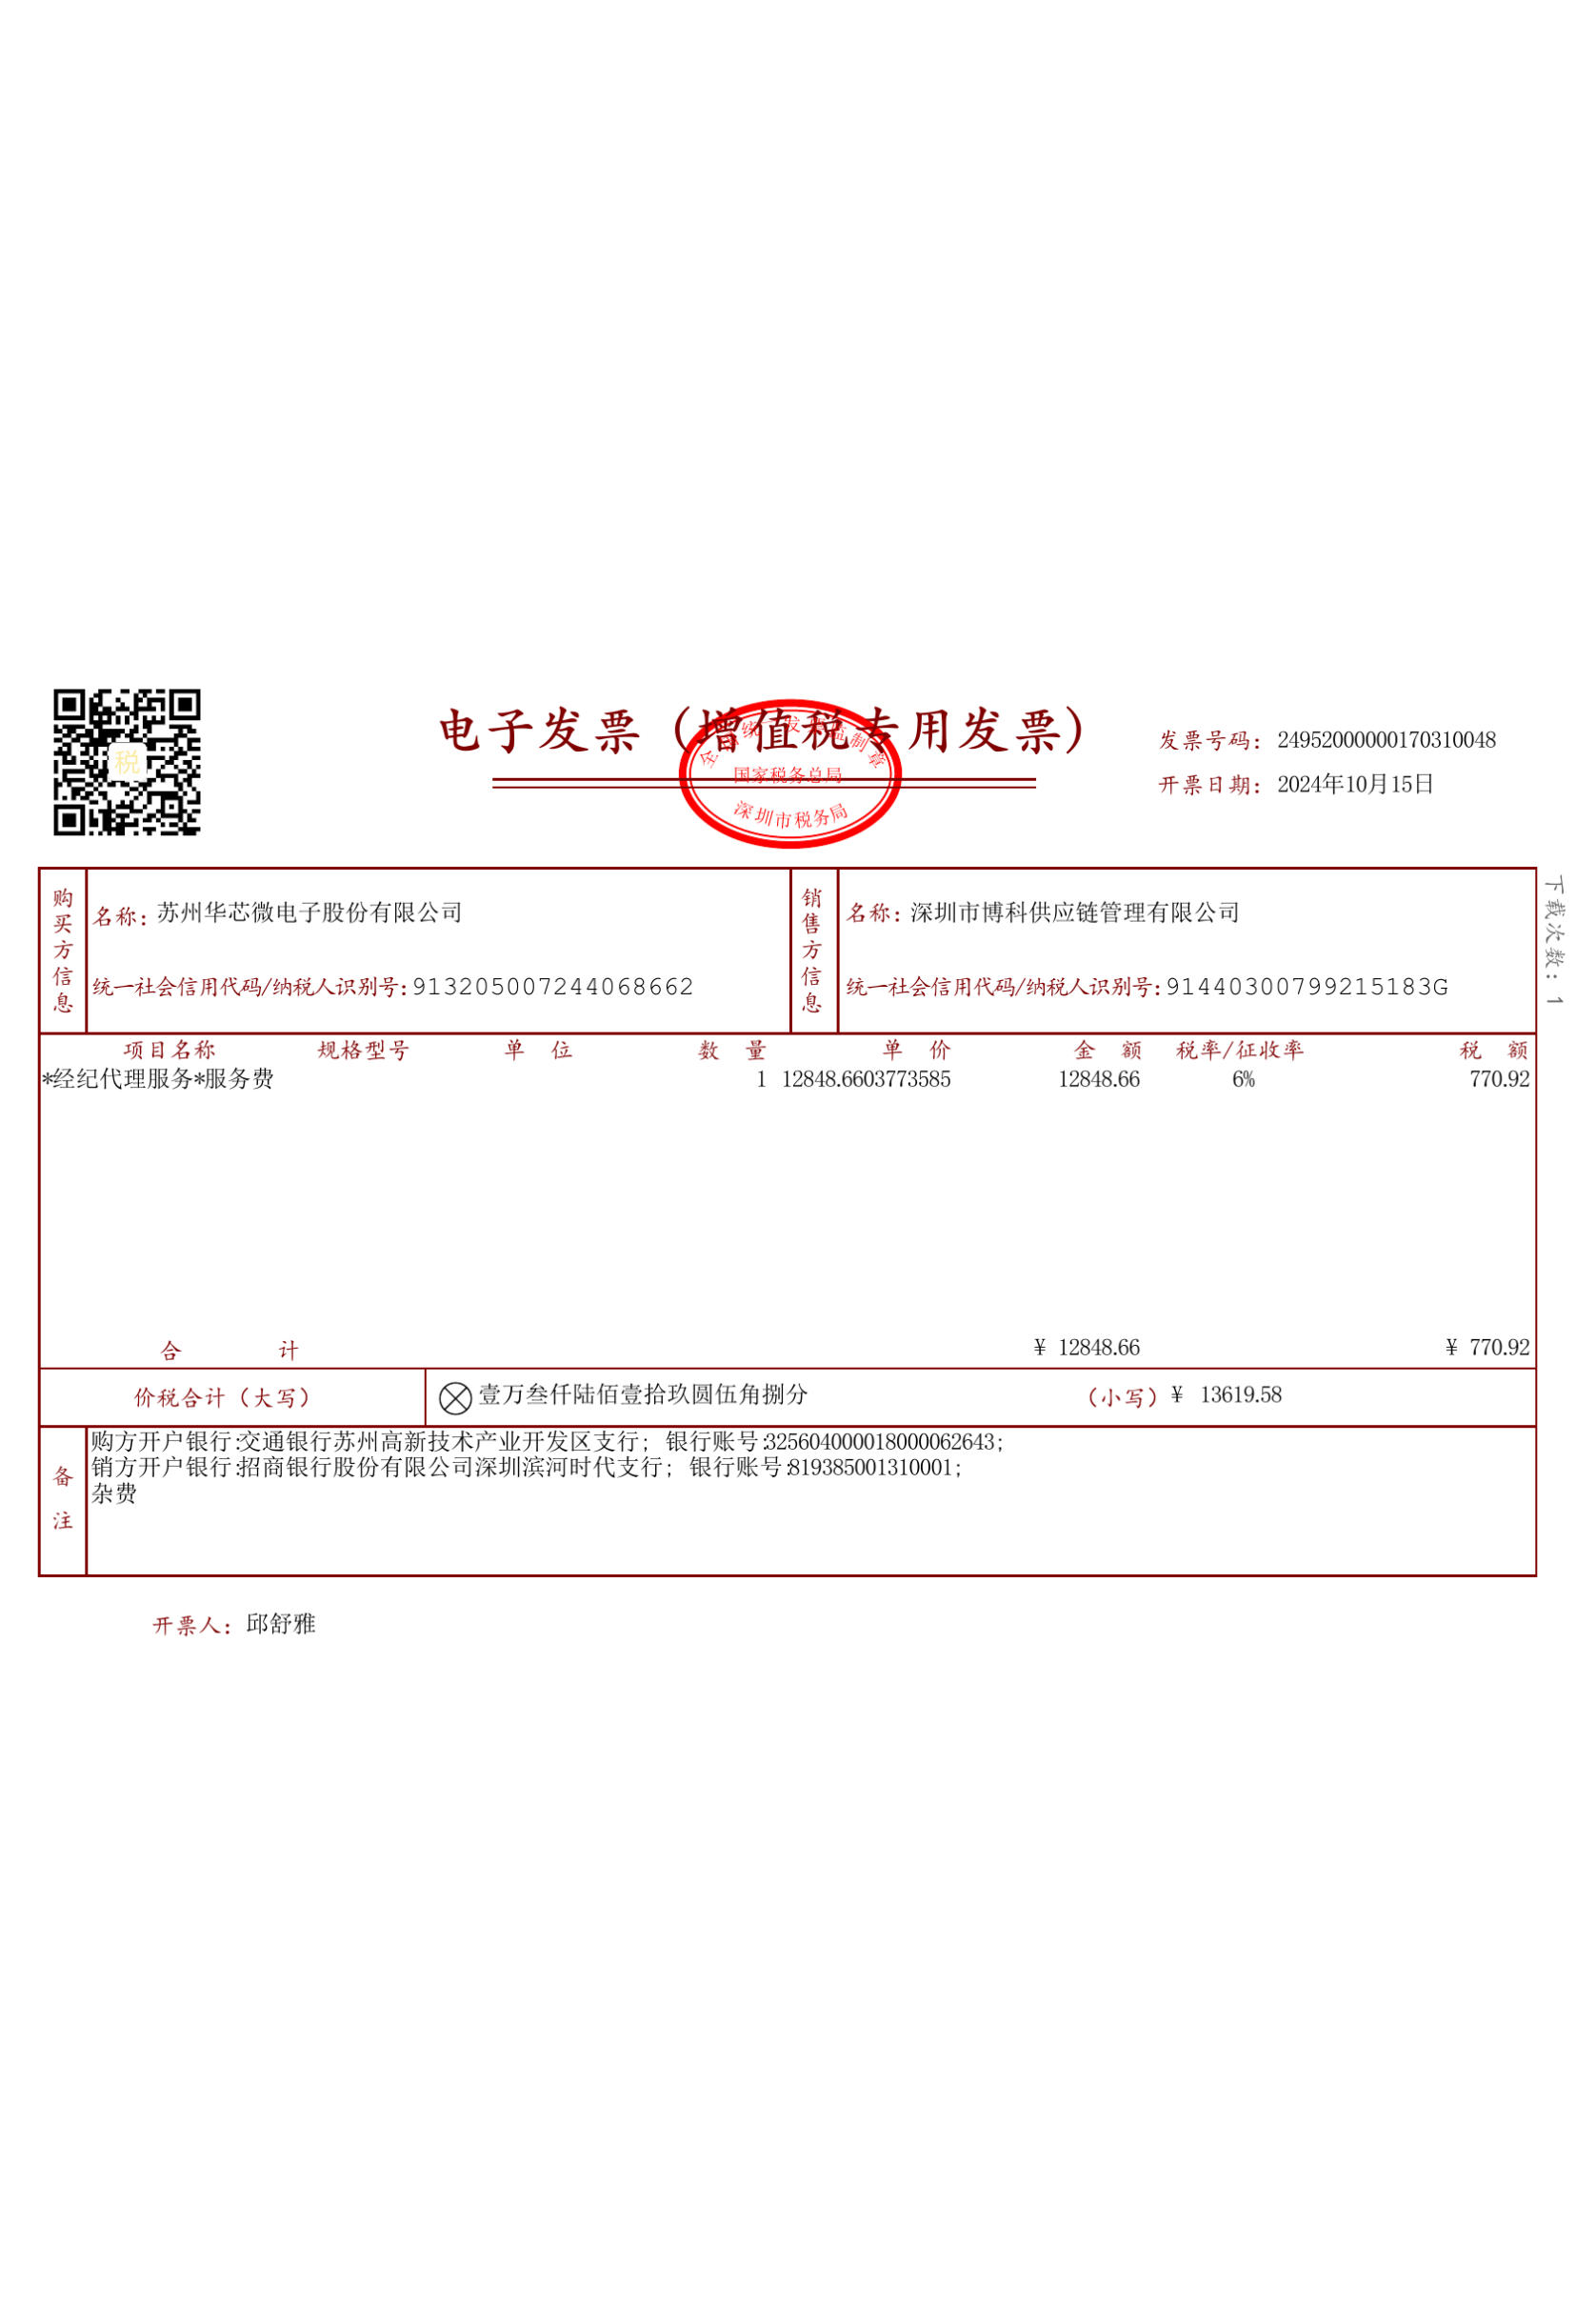 电子发票（增值税专用发票）
全国统一发票监制章
国家税务总局
深圳市税务局
税
发票号码：24952000000170310048
开票日期：2024年10月15日
购买方信息
名称：苏州华芯微电子股份有限公司
统一社会信用代码/纳税人识别号：913205007244068662
销售方信息
名称：深圳市博科供应链管理有限公司
统一社会信用代码/纳税人识别号：91440300799215183G
下载次数：1
项目名称 规格型号 单 位 数 量 单 价 金 额 税率/征收率 税 额
*经纪代理服务*服务费 1 12848.6603773585 12848.66 6% 770.92
合 计 ¥ 12848.66 ¥ 770.92
价税合计（大写） 壹万叁仟陆佰壹拾玖圆伍角捌分 （小写）¥ 13619.58
备注
购方开户银行:交通银行苏州高新技术产业开发区支行； 银行账号:325604000018000062643；
销方开户银行:招商银行股份有限公司深圳滨河时代支行； 银行账号:819385001310001；
杂费
开票人：邱舒雅